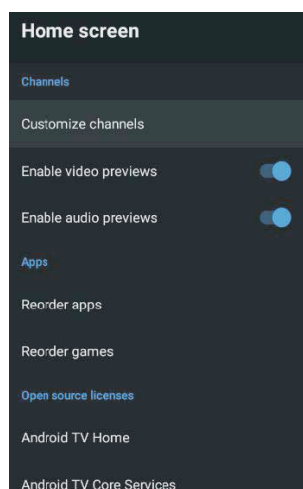 Home screen
Channels
Customize channels
Enable video previews
Enable audio previews
Apps
Reorder apps
Reorder games
Open source licenses
Android TV Home
Android TV Core Services